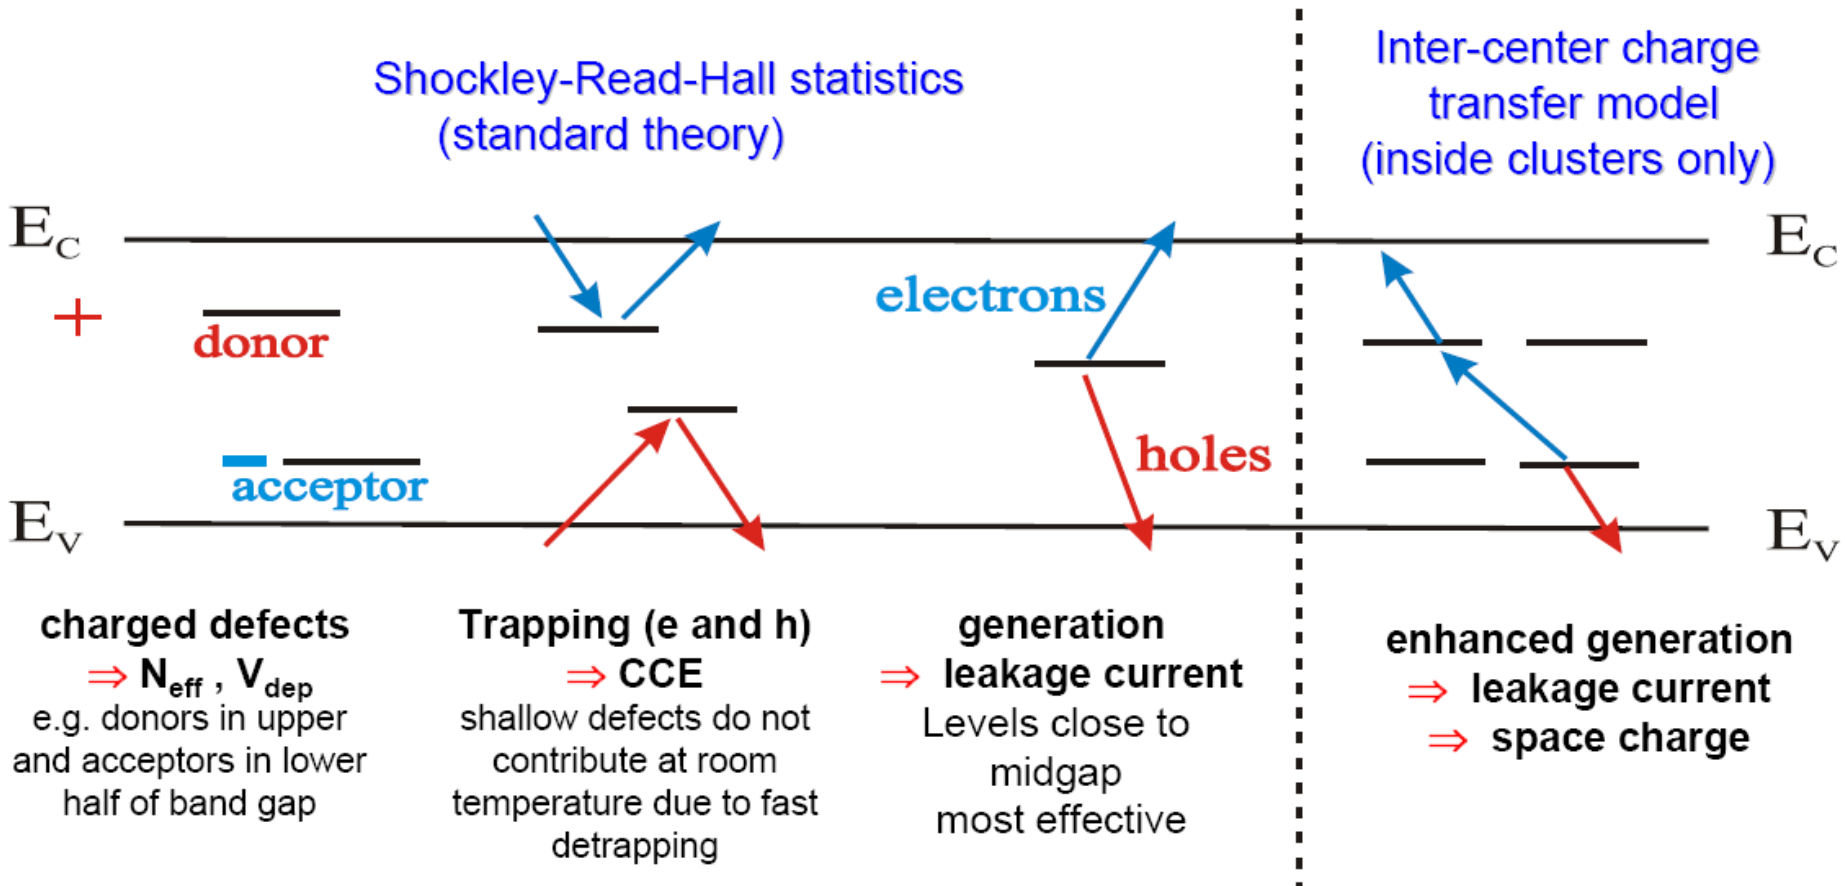 Shockley-Read-Hall statistics
(standard theory)
Inter-center charge
transfer model
(inside clusters only)
E_C
E_C
+
donor
electrons
holes
acceptor
E_V
E_V
charged defects
⇒ N_eff , V_dep
e.g. donors in upper
and acceptors in lower
half of band gap
Trapping (e and h)
⇒ CCE
shallow defects do not
contribute at room
temperature due to fast
detrapping
generation
⇒ leakage current
Levels close to
midgap
most effective
enhanced generation
⇒ leakage current
⇒ space charge